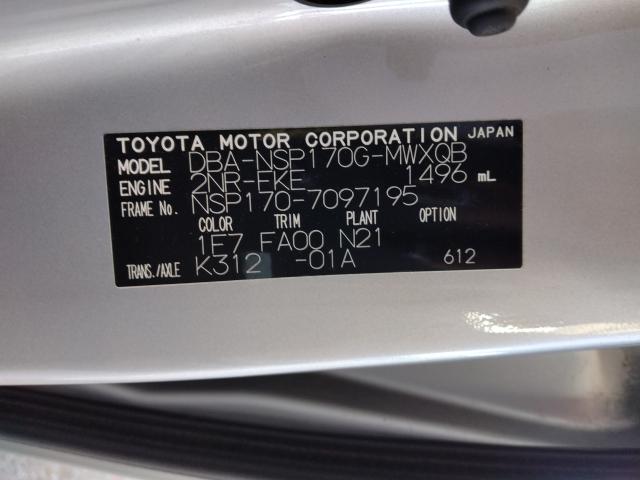 TOYOTA MOTOR CORPORATION JAPAN
MODEL DBA-NSP170G-MWXQB
ENGINE 2NR-FKE 1496 mL
FRAME No. NSP170-7097195
COLOR TRIM PLANT OPTION
1E7 FA00 N21
TRANS./AXLE K312 -01A 612